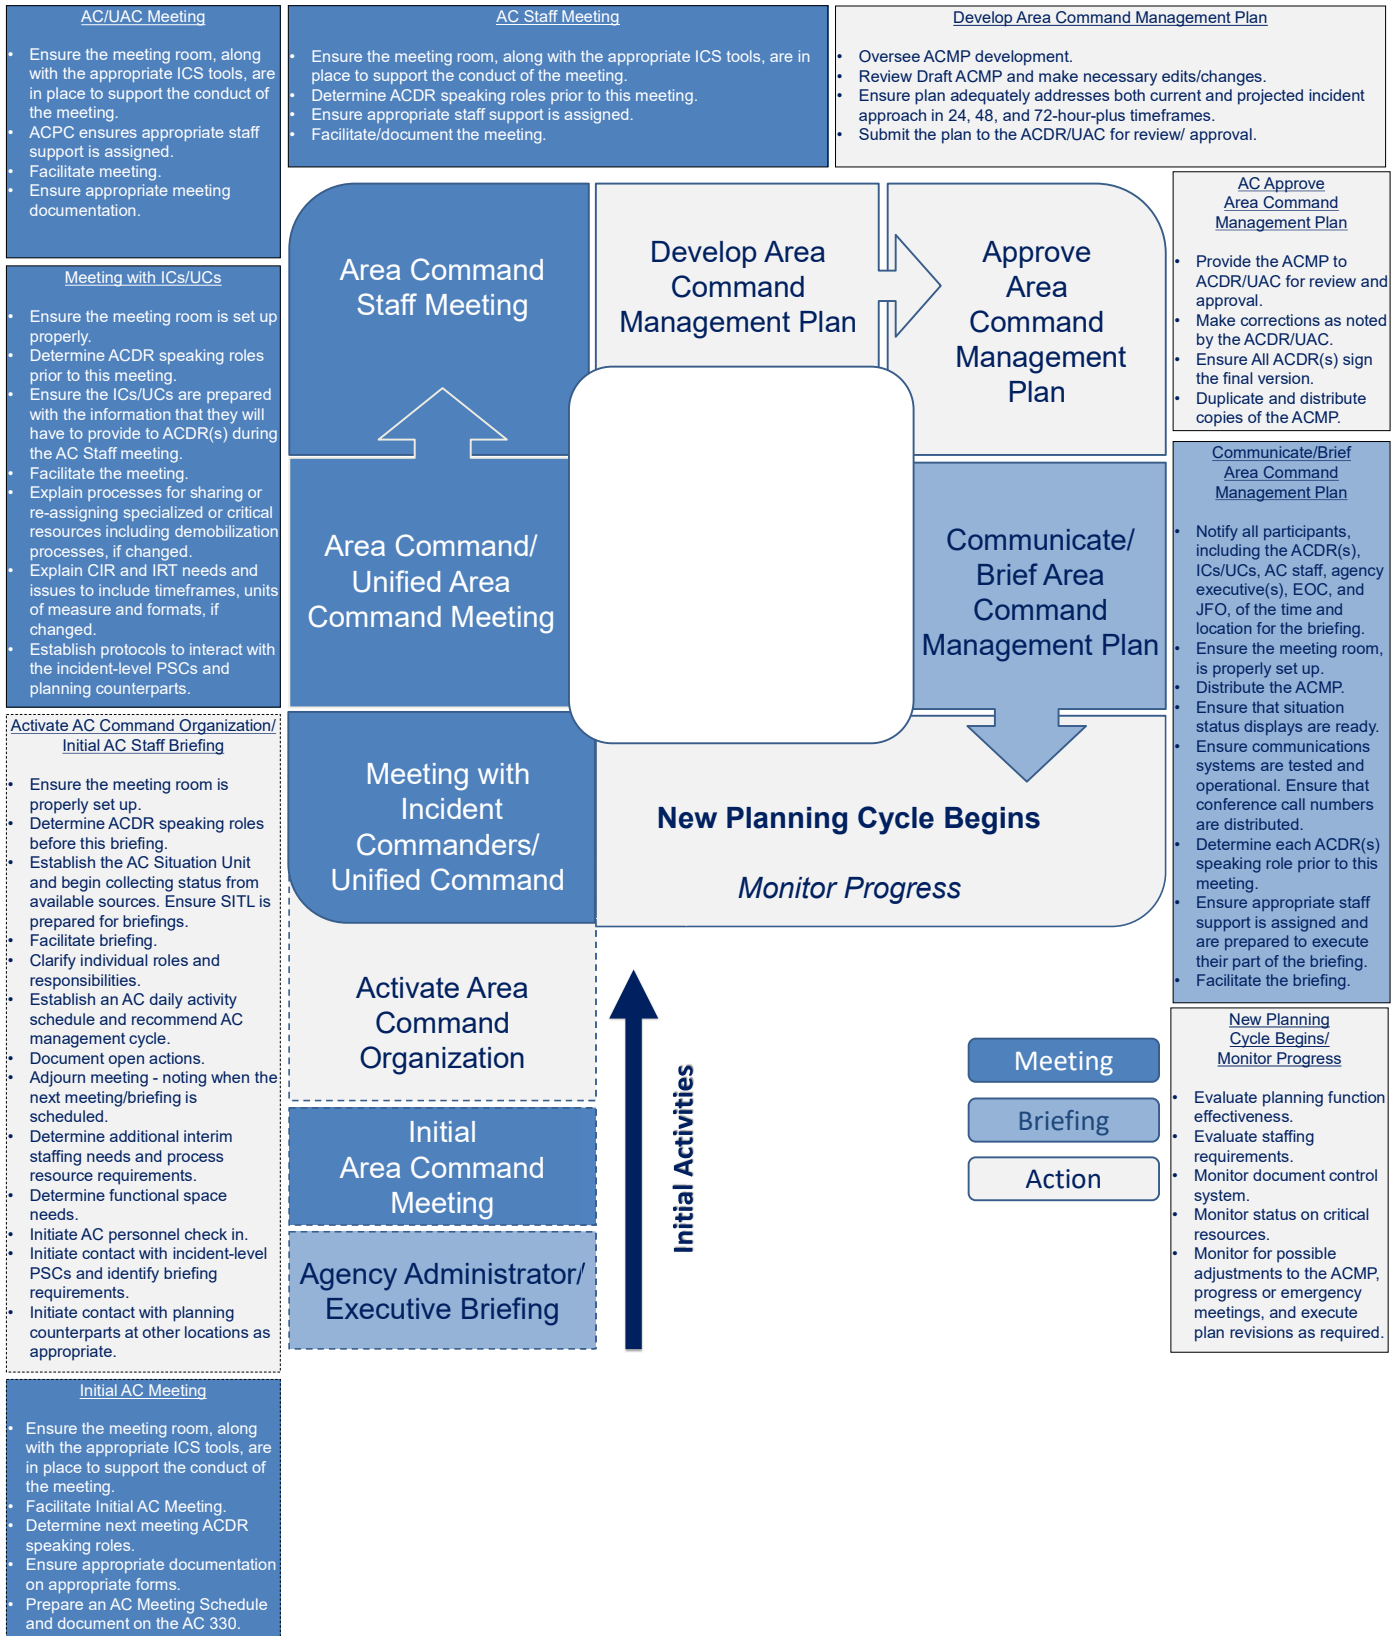 AC/UAC Meeting
• Ensure the meeting room, along
with the appropriate ICS tools, are
in place to support the conduct of
the meeting.
• ACPC ensures appropriate staff
support is assigned.
• Facilitate meeting.
• Ensure appropriate meeting
documentation.
AC Staff Meeting
• Ensure the meeting room, along with the appropriate ICS tools, are in
place to support the conduct of the meeting.
• Determine ACDR speaking roles prior to this meeting.
• Ensure appropriate staff support is assigned.
• Facilitate/document the meeting.
Develop Area Command Management Plan
• Oversee ACMP development.
• Review Draft ACMP and make necessary edits/changes.
• Ensure plan adequately addresses both current and projected incident
approach in 24, 48, and 72-hour-plus timeframes.
• Submit the plan to the ACDR/UAC for review/ approval.
Meeting with ICs/UCs
• Ensure the meeting room is set up
properly.
• Determine ACDR speaking roles
prior to this meeting.
• Ensure the ICs/UCs are prepared
with the information that they will
have to provide to ACDR(s) during
the AC Staff meeting.
• Facilitate the meeting.
• Explain processes for sharing or
re-assigning specialized or critical
resources including demobilization
processes, if changed.
• Explain CIR and IRT needs and
issues to include timeframes, units
of measure and formats, if
changed.
• Establish protocols to interact with
the incident-level PSCs and
planning counterparts.
Activate AC Command Organization/
Initial AC Staff Briefing
• Ensure the meeting room is
properly set up.
• Determine ACDR speaking roles
before this briefing.
• Establish the AC Situation Unit
and begin collecting status from
available sources. Ensure SITL is
prepared for briefings.
• Facilitate briefing.
• Clarify individual roles and
responsibilities.
• Establish an AC daily activity
schedule and recommend AC
management cycle.
• Document open actions.
• Adjourn meeting - noting when the
next meeting/briefing is
scheduled.
• Determine additional interim
staffing needs and process
resource requirements.
• Determine functional space
needs.
• Initiate AC personnel check in.
• Initiate contact with incident-level
PSCs and identify briefing
requirements.
• Initiate contact with planning
counterparts at other locations as
appropriate.
Initial AC Meeting
• Ensure the meeting room, along
with the appropriate ICS tools, are
in place to support the conduct of
the meeting.
• Facilitate Initial AC Meeting.
• Determine next meeting ACDR
speaking roles.
• Ensure appropriate documentation
on appropriate forms.
• Prepare an AC Meeting Schedule
and document on the AC 330.
Area Command
Staff Meeting
Develop Area
Command
Management Plan
Approve
Area
Command
Management
Plan
Area Command/
Unified Area
Command Meeting
Communicate/
Brief Area
Command
Management Plan
Meeting with
Incident
Commanders/
Unified Command
New Planning Cycle Begins
Monitor Progress
Activate Area
Command
Organization
Initial
Area Command
Meeting
Agency Administrator/
Executive Briefing
Initial Activities
Meeting
Briefing
Action
AC Approve
Area Command
Management Plan
• Provide the ACMP to
ACDR/UAC for review and
approval.
• Make corrections as noted
by the ACDR/UAC.
• Ensure All ACDR(s) sign
the final version.
• Duplicate and distribute
copies of the ACMP.
Communicate/Brief
Area Command
Management Plan
• Notify all participants,
including the ACDR(s),
ICs/UCs, AC staff, agency
executive(s), EOC, and
JFO, of the time and
location for the briefing.
• Ensure the meeting room,
is properly set up.
• Distribute the ACMP.
• Ensure that situation
status displays are ready.
• Ensure communications
systems are tested and
operational. Ensure that
conference call numbers
are distributed.
• Determine each ACDR(s)
speaking role prior to this
meeting.
• Ensure appropriate staff
support is assigned and
are prepared to execute
their part of the briefing.
• Facilitate the briefing.
New Planning
Cycle Begins/
Monitor Progress
• Evaluate planning function
effectiveness.
• Evaluate staffing
requirements.
• Monitor document control
system.
• Monitor status on critical
resources.
• Monitor for possible
adjustments to the ACMP,
progress or emergency
meetings, and execute
plan revisions as required.